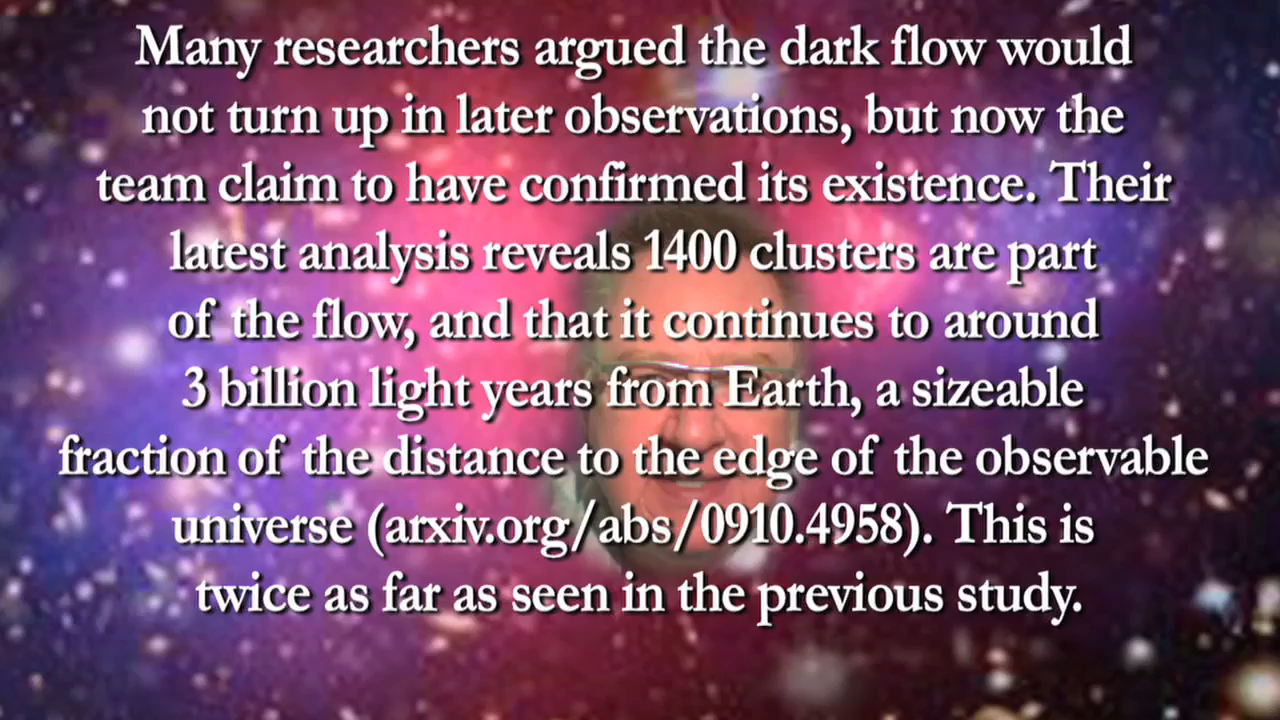 Many researchers argued the dark flow would
not turn up in later observations, but now the
team claim to have confirmed its existence. Their
latest analysis reveals 1400 clusters are part
of the flow, and that it continues to around
3 billion light years from Earth, a sizeable
fraction of the distance to the edge of the observable
universe (arxiv.org/abs/0910.4958). This is
twice as far as seen in the previous study.